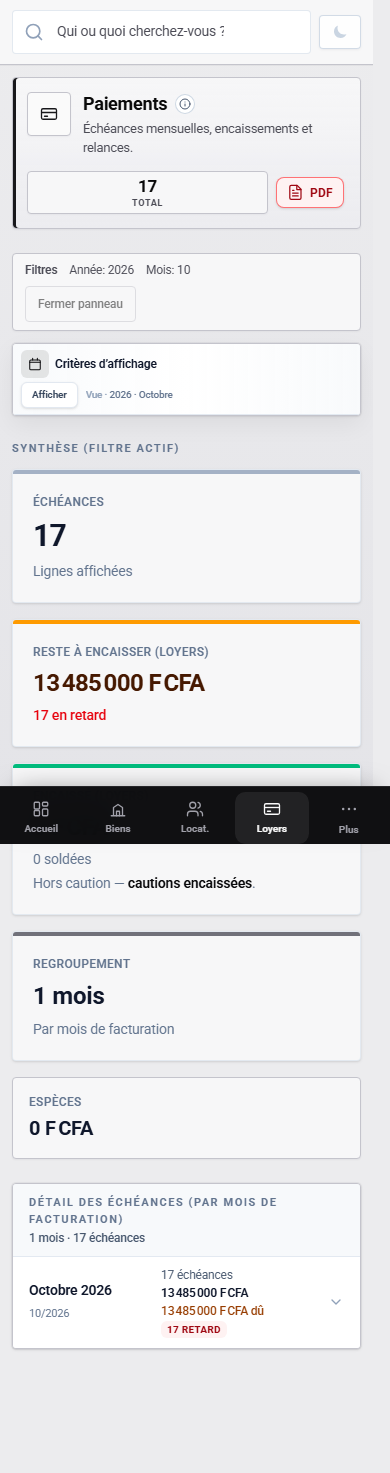 Qui ou quoi cherchez-vous ?
Paiements
Échéances mensuelles, encaissements et
relances.
17
TOTAL
PDF
Filtres Année: 2026 Mois: 10
Fermer panneau
Critères d'affichage
Afficher
Vue · 2026 · Octobre
SYNTHÈSE (FILTRE ACTIF)
ÉCHÉANCES
17
Lignes affichées
RESTE À ENCAISSER (LOYERS)
13 485 000 F CFA
17 en retard
Accueil
Biens
Locat.
Loyers
Plus
0 soldées
Hors caution — cautions encaissées.
REGROUPEMENT
1 mois
Par mois de facturation
ESPÈCES
0 F CFA
DÉTAIL DES ÉCHÉANCES (PAR MOIS DE
FACTURATION)
1 mois · 17 échéances
Octobre 2026
10/2026
17 échéances
13 485 000 F CFA
13 485 000 F CFA dû
17 RETARD